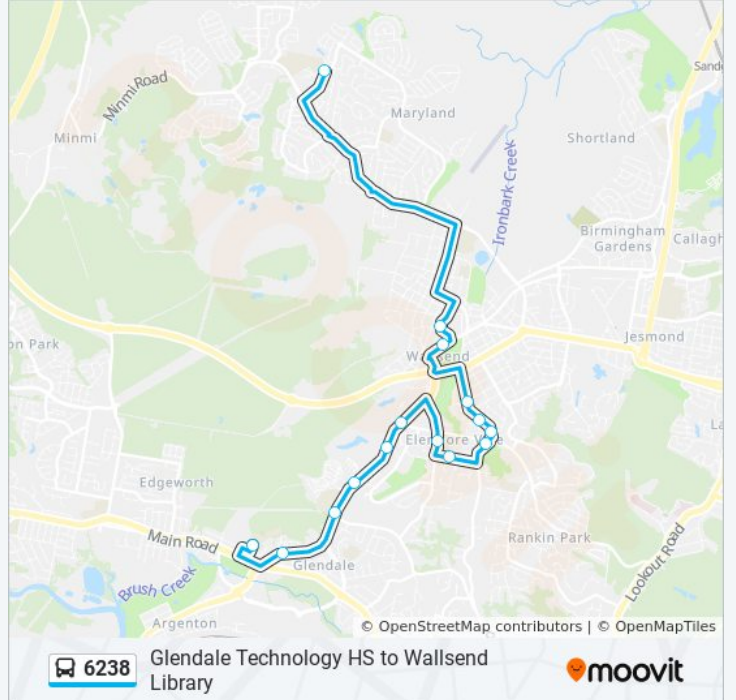 Sand
Minmi Road
Maryland
Minmi
Shortland
Ironbark Creek
Birmingham
Gardens
Callagh
on Park
Jesmond
Wallsend
La
Elermore Vale
Edgeworth
Main Road
Rankin Park
Lookout Road
Glendale
Brush Creek
Argenton
© OpenStreetMap contributors | © OpenMapTiles
6238
Glendale Technology HS to Wallsend
Library
moovit